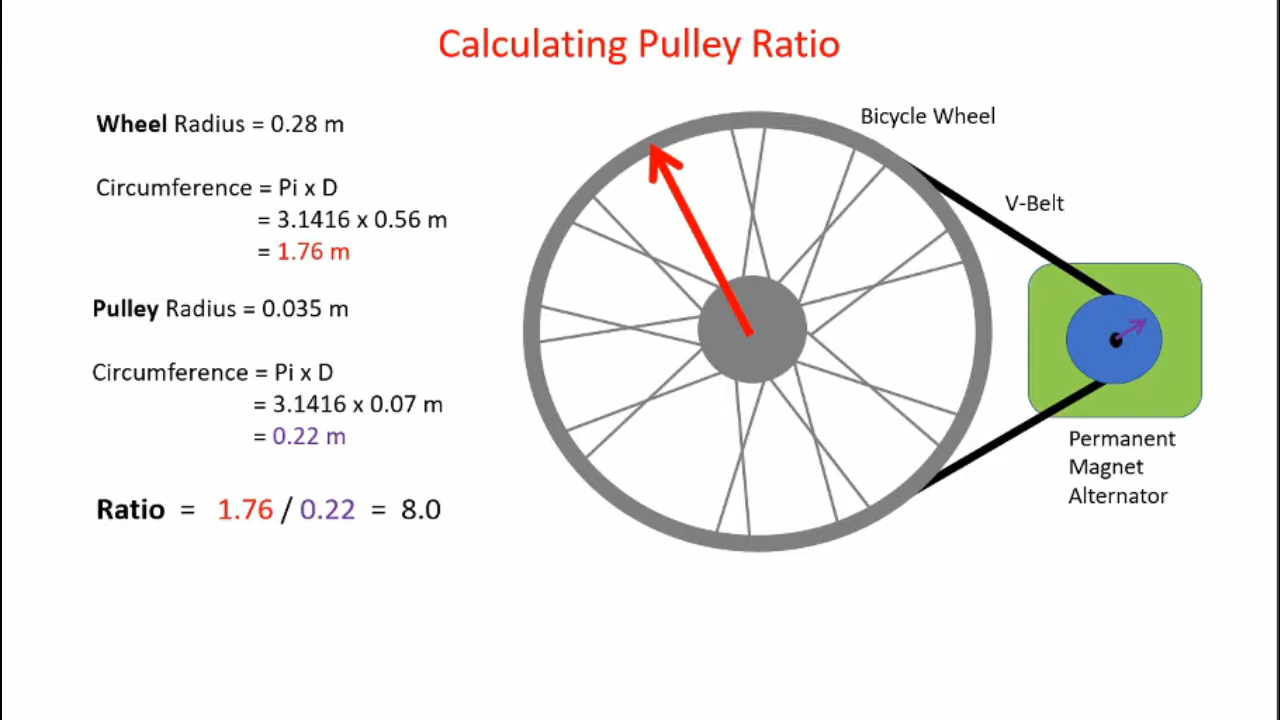 Calculating Pulley Ratio
Wheel Radius = 0.28 m
Circumference = Pi x D
= 3.1416 x 0.56 m
= 1.76 m
Pulley Radius = 0.035 m
Circumference = Pi x D
= 3.1416 x 0.07 m
= 0.22 m
Ratio = 1.76 / 0.22 = 8.0
Bicycle Wheel
V-Belt
Permanent
Magnet
Alternator